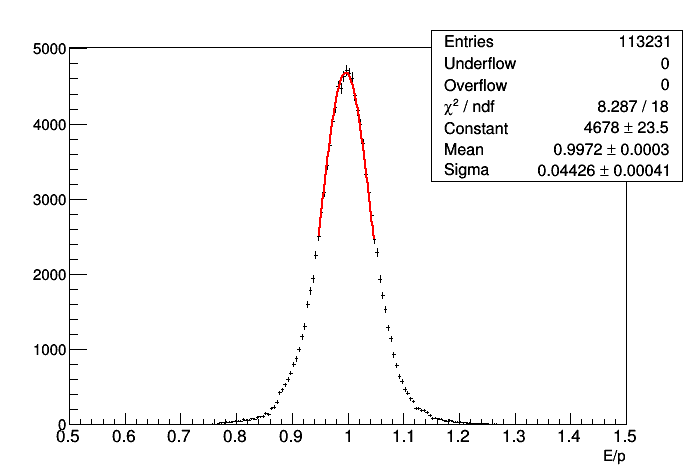 Entries 113231
Underflow 0
Overflow 0
χ² / ndf 8.287 / 18
Constant 4678 ± 23.5
Mean 0.9972 ± 0.0003
Sigma 0.04426 ± 0.00041
5000
4000
3000
2000
1000
0
0.5 0.6 0.7 0.8 0.9 1 1.1 1.2 1.3 1.4 1.5
E/p